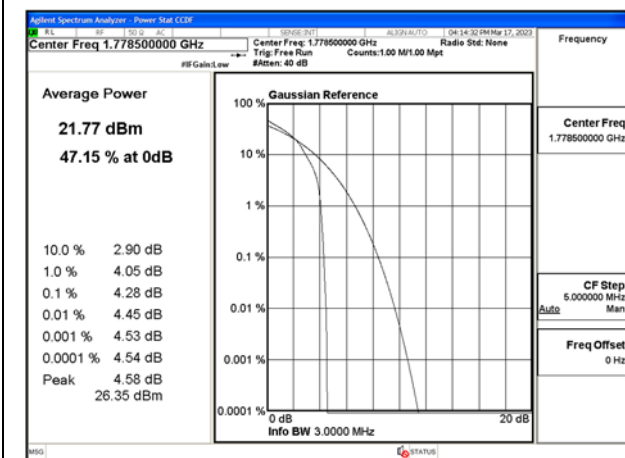 Agilent Spectrum Analyzer - Power Stat CCDF
RL RF 50 Ω AC SENSE:INT ALIGN AUTO 04:14:32 PM Mar 17, 2023
Center Freq 1.778500000 GHz
Center Freq: 1.778500000 GHz Radio Std: None
Trig: Free Run Counts:1.00 M/1.00 Mpt
#IFGain:Low #Atten: 40 dB
Frequency
Average Power
21.77 dBm
47.15 % at 0dB
10.0 % 2.90 dB
1.0 % 4.05 dB
0.1 % 4.28 dB
0.01 % 4.45 dB
0.001 % 4.53 dB
0.0001 % 4.54 dB
Peak 4.58 dB
26.35 dBm
Gaussian Reference
100 %
10 %
1 %
0.1 %
0.01 %
0.001 %
0.0001 %
0 dB 20 dB
Info BW 3.0000 MHz
Center Freq
1.778500000 GHz
CF Step
5.000000 MHz
Auto Man
Freq Offset
0 Hz
MSG STATUS